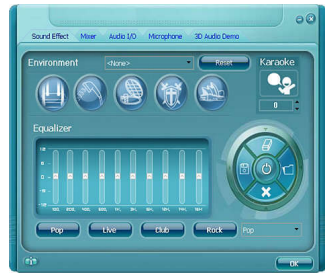 Sound Effect Mixer Audio I/O Microphone 3D Audio Demo
Environment <None> Reset Karaoke
0
Equalizer
Pop Live Club Rock Pop
OK